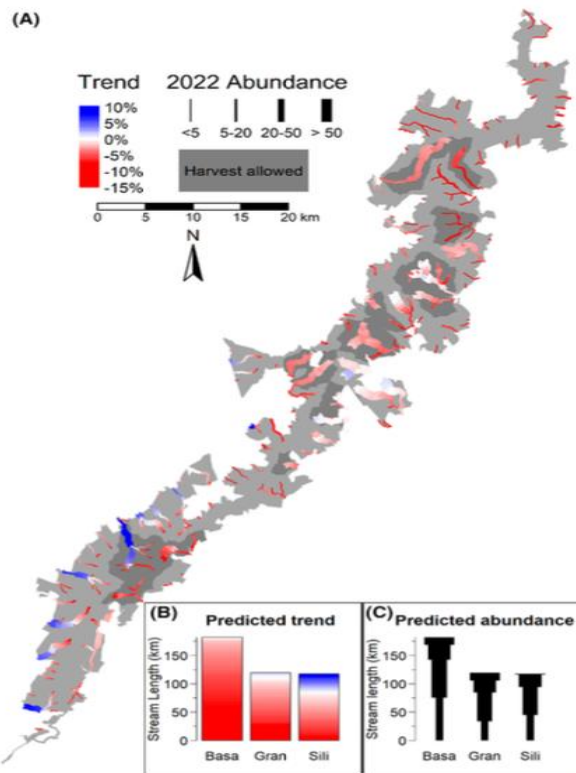 (A)
Trend 2022 Abundance
10%
5%
0%
-5%
-10%
-15%
<5 5-20 20-50 > 50
Harvest allowed
0 5 10 15 20 km
N
(B) Predicted trend
Stream Length (km)
150
100
50
0
Basa Gran Sili
(C) Predicted abundance
Stream length (km)
150
100
50
0
Basa Gran Sili